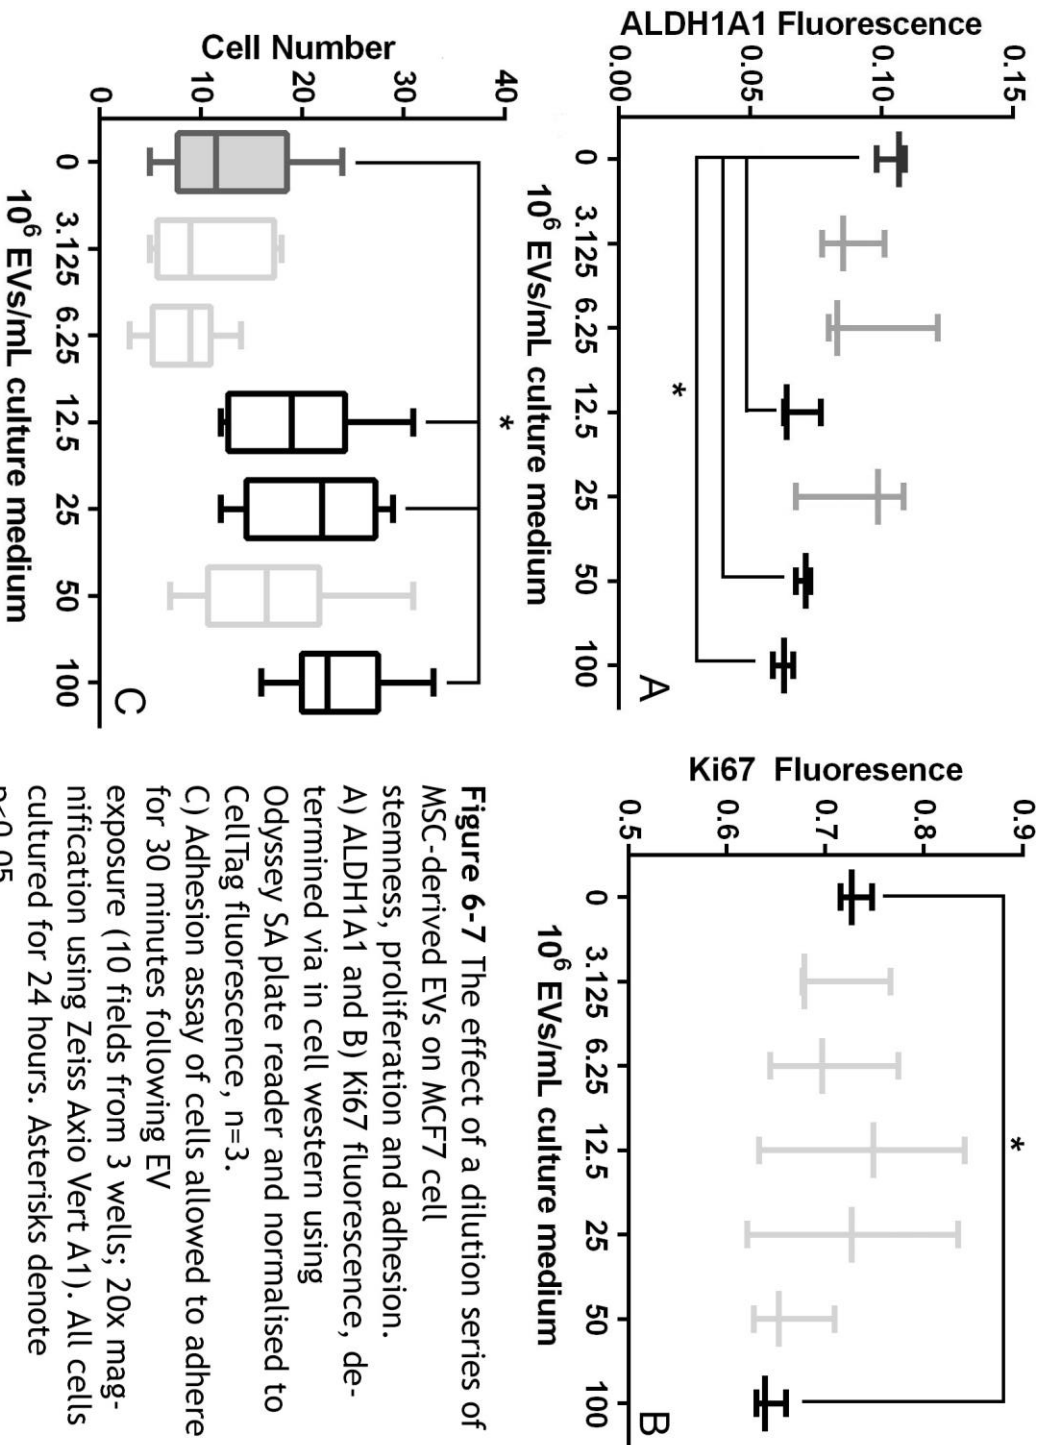 ALDH1A1 Fluorescence
0.15
0.10
0.05
0.00
*
0 3.125 6.25 12.5 25 50 100
10⁶ EVs/mL culture medium
A
Ki67 Fluoresence
0.9
0.8
0.7
0.6
0.5
*
0 3.125 6.25 12.5 25 50 100
10⁶ EVs/mL culture medium
B
Cell Number
40
30
20
10
0
*
0 3.125 6.25 12.5 25 50 100
10⁶ EVs/mL culture medium
C
Figure 6-7 The effect of a dilution series of
MSC-derived EVs on MCF7 cell
stemness, proliferation and adhesion.
A) ALDH1A1 and B) Ki67 fluorescence, de-
termined via in cell western using
Odyssey SA plate reader and normalised to
CellTag fluorescence, n=3.
C) Adhesion assay of cells allowed to adhere
for 30 minutes following EV
exposure (10 fields from 3 wells; 20x mag-
nification using Zeiss Axio Vert A1). All cells
cultured for 24 hours. Asterisks denote